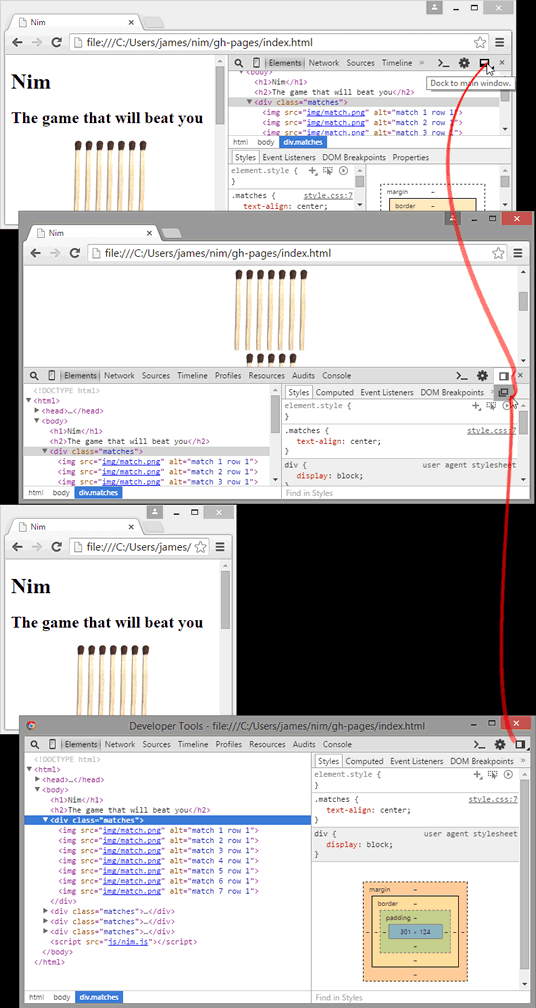 Nim
file:///C:/Users/james/nim/gh-pages/index.html
Elements Network Sources Timeline »
Dock to main window.
Nim
The game that will beat you
<body>
<h1>Nim</h1>
<h2>The game that will beat you</h2>
▼<div class="matches">
<img src="img/match.png" alt="match 1 row 1">
<img src="img/match.png" alt="match 2 row 1">
<img src="img/match.png" alt="match 3 row 1">
html body div.matches
Styles Event Listeners DOM Breakpoints Properties
element.style {
}
.matches { style.css:7
text-align: center;
margin –
border –
Nim
file:///C:/Users/james/nim/gh-pages/index.html
Elements Network Sources Timeline Profiles Resources Audits Console
<!DOCTYPE html>
▼<html>
▶<head>…</head>
▼<body>
<h1>Nim</h1>
<h2>The game that will beat you</h2>
▼<div class="matches">
<img src="img/match.png" alt="match 1 row 1">
<img src="img/match.png" alt="match 2 row 1">
<img src="img/match.png" alt="match 3 row 1">
html body div.matches
Styles Computed Event Listeners DOM Breakpoints
element.style {
}
.matches { style.css:7
text-align: center;
}
div { user agent stylesheet
display: block;
Find in Styles
Nim
file:///C:/Users/james/
Nim
The game that will beat you
Developer Tools - file:///C:/Users/james/nim/gh-pages/index.html
Elements Network Sources Timeline Profiles Resources Audits Console
<!DOCTYPE html>
▼<html>
▶<head>…</head>
▼<body>
<h1>Nim</h1>
<h2>The game that will beat you</h2>
▼<div class="matches">
<img src="img/match.png" alt="match 1 row 1">
<img src="img/match.png" alt="match 2 row 1">
<img src="img/match.png" alt="match 3 row 1">
<img src="img/match.png" alt="match 4 row 1">
<img src="img/match.png" alt="match 5 row 1">
<img src="img/match.png" alt="match 6 row 1">
<img src="img/match.png" alt="match 7 row 1">
</div>
▶<div class="matches">…</div>
▶<div class="matches">…</div>
▶<div class="matches">…</div>
<script src="js/nim.js"></script>
</body>
</html>
html body div.matches
Styles Computed Event Listeners DOM Breakpoints »
element.style {
}
.matches { style.css:7
text-align: center;
}
div { user agent stylesheet
display: block;
}
margin –
border –
padding –
301 × 124
Find in Styles